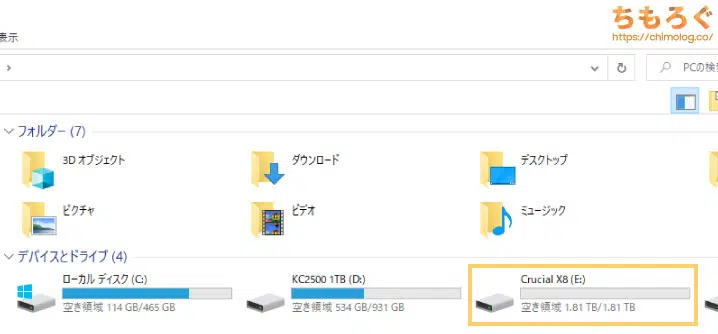 ちもろぐ
https://chimolog.co/
表示
PCの検索
フォルダー (7)
3D オブジェクト
ダウンロード
デスクトップ
ピクチャ
ビデオ
ミュージック
デバイスとドライブ (4)
ローカル ディスク (C:)
空き領域 114 GB/465 GB
KC2500 1TB (D:)
空き領域 534 GB/931 GB
Crucial X8 (E:)
空き領域 1.81 TB/1.81 TB